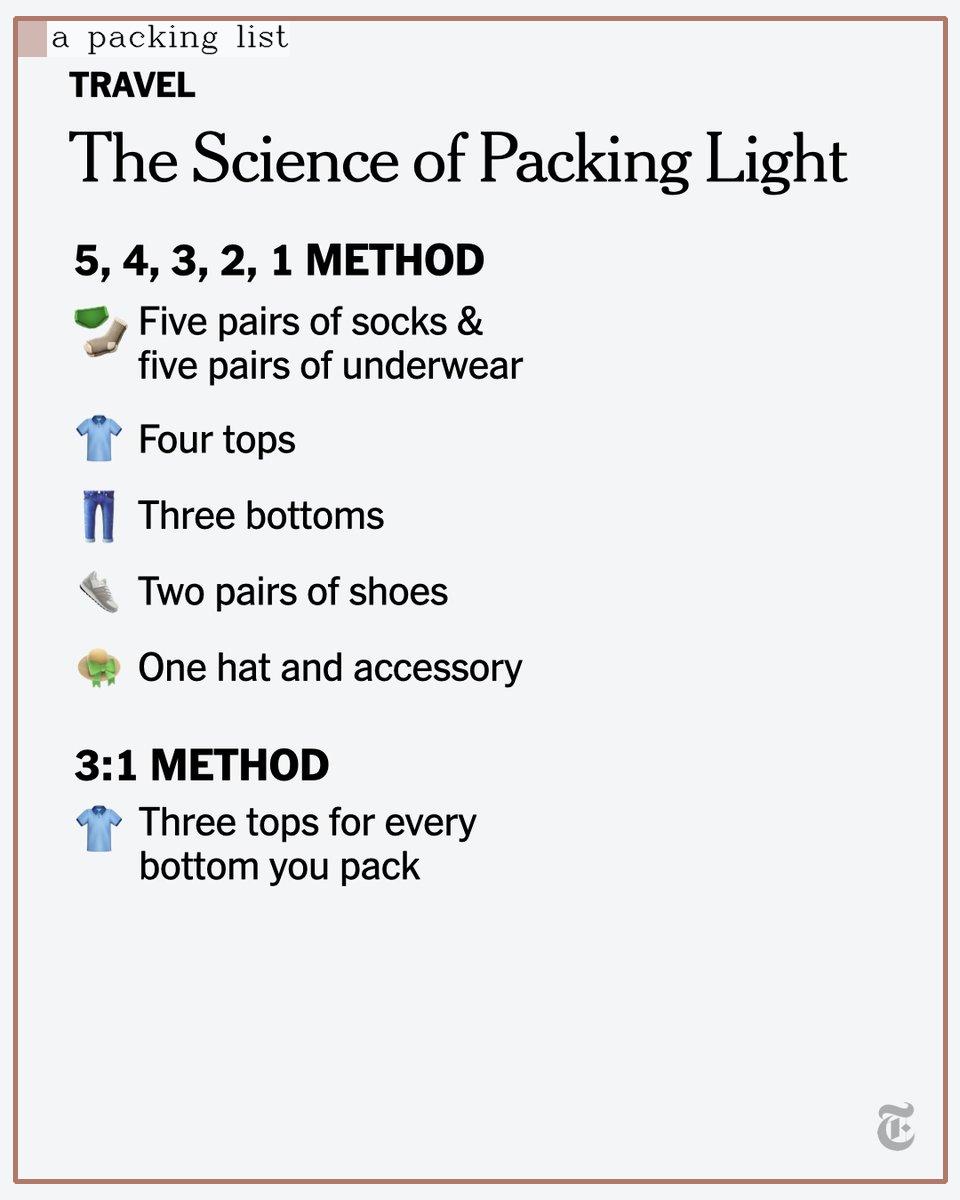 a packing list
TRAVEL
The Science of Packing Light
5, 4, 3, 2, 1 METHOD
Five pairs of socks &
five pairs of underwear
Four tops
Three bottoms
Two pairs of shoes
One hat and accessory
3:1 METHOD
Three tops for every
bottom you pack
T